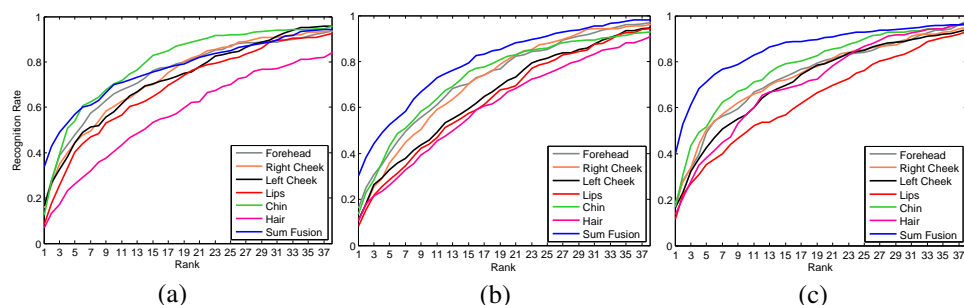 Recognition Rate
1
0.8
0.6
0.4
0.2
0
1 3 5 7 9 11 13 15 17 19 21 23 25 27 29 31 33 35 37
Rank
Forehead
Right Cheek
Left Cheek
Lips
Chin
Hair
Sum Fusion
(a)
1
0.8
0.6
0.4
0.2
0
1 3 5 7 9 11 13 15 17 19 21 23 25 27 29 31 33 35 37
Rank
Forehead
Right Cheek
Left Cheek
Lips
Chin
Hair
Sum Fusion
(b)
1
0.8
0.6
0.4
0.2
0
1 3 5 7 9 11 13 15 17 19 21 23 25 27 29 31 33 35 37
Rank
Forehead
Right Cheek
Left Cheek
Lips
Chin
Hair
Sum Fusion
(c)